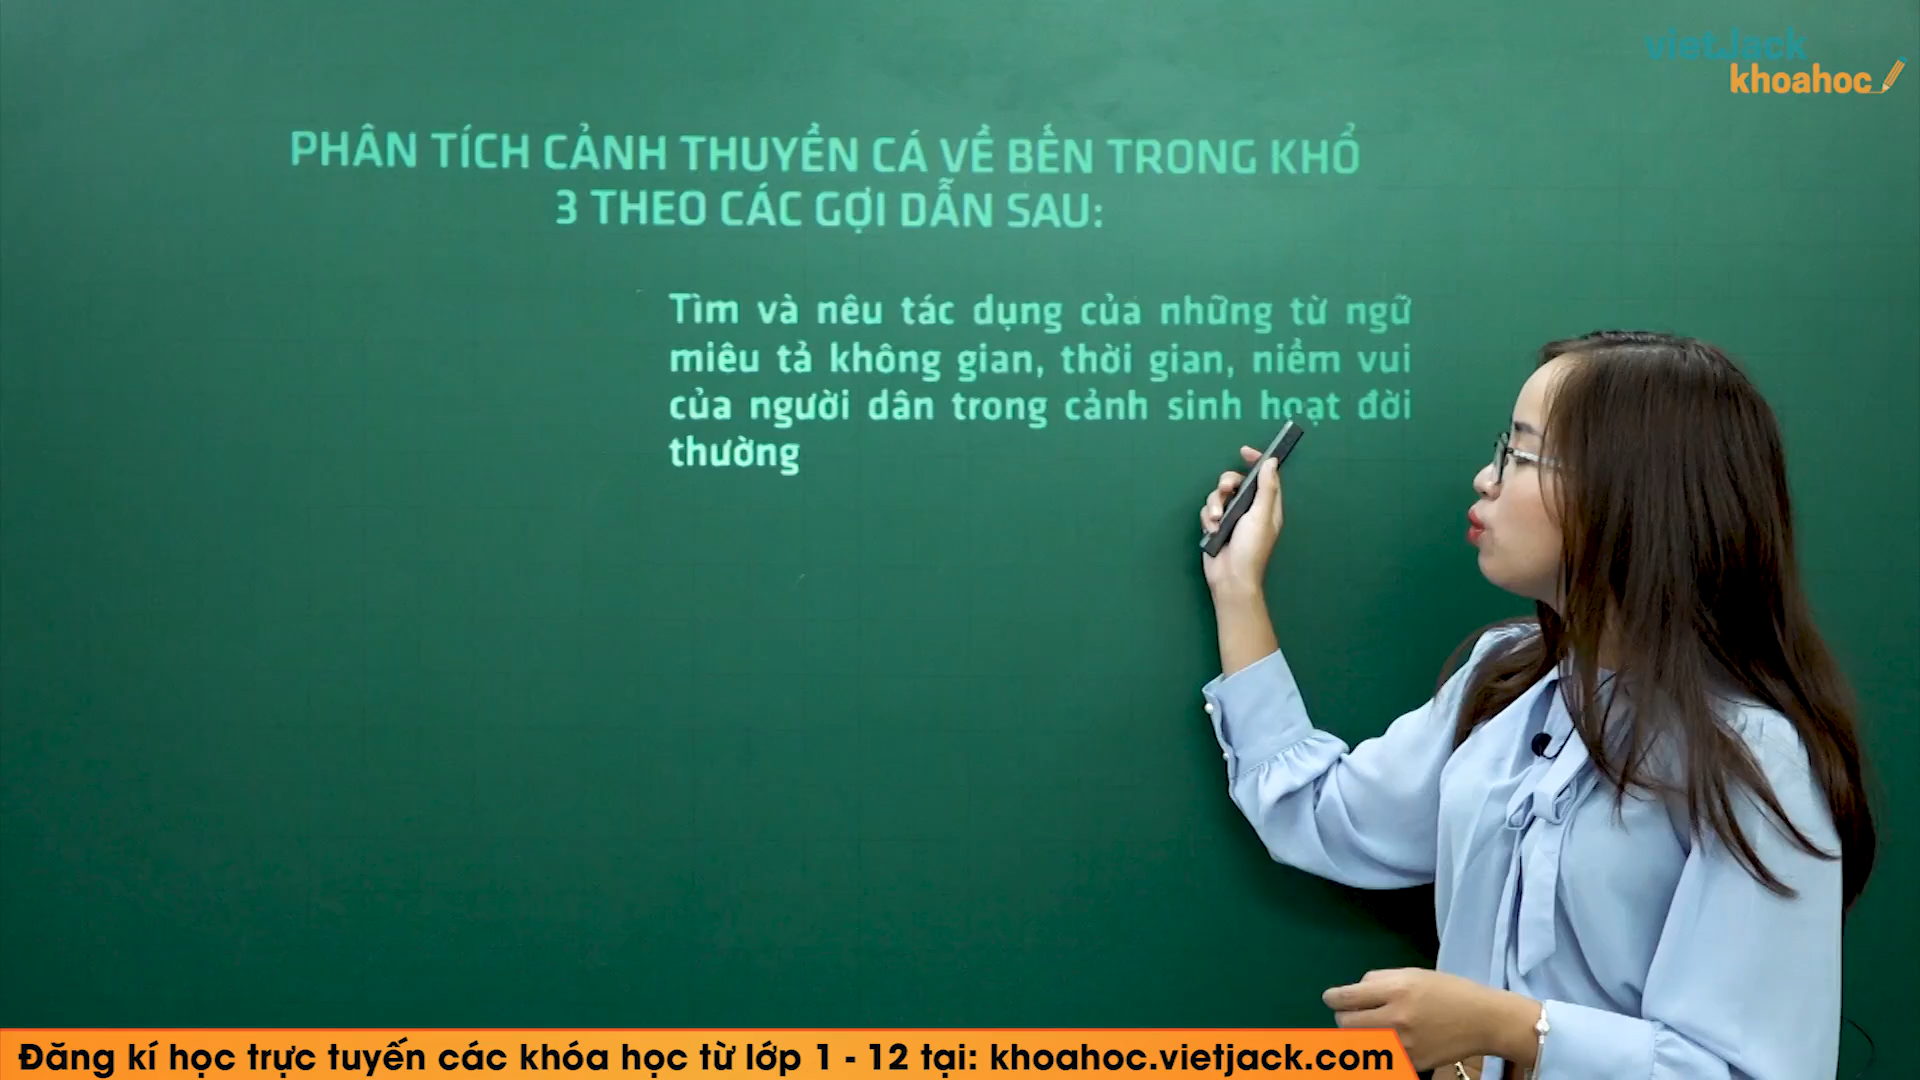 vietJack
khoahoc
PHÂN TÍCH CẢNH THUYỀN CÁ VỀ BẾN TRONG KHỔ
3 THEO CÁC GỢI DẪN SAU:
Tìm và nêu tác dụng của những từ ngữ
miêu tả không gian, thời gian, niềm vui
của người dân trong cảnh sinh hoạt đời
thường
Đăng kí học trực tuyến các khóa học từ lớp 1 - 12 tại: khoahoc.vietjack.com